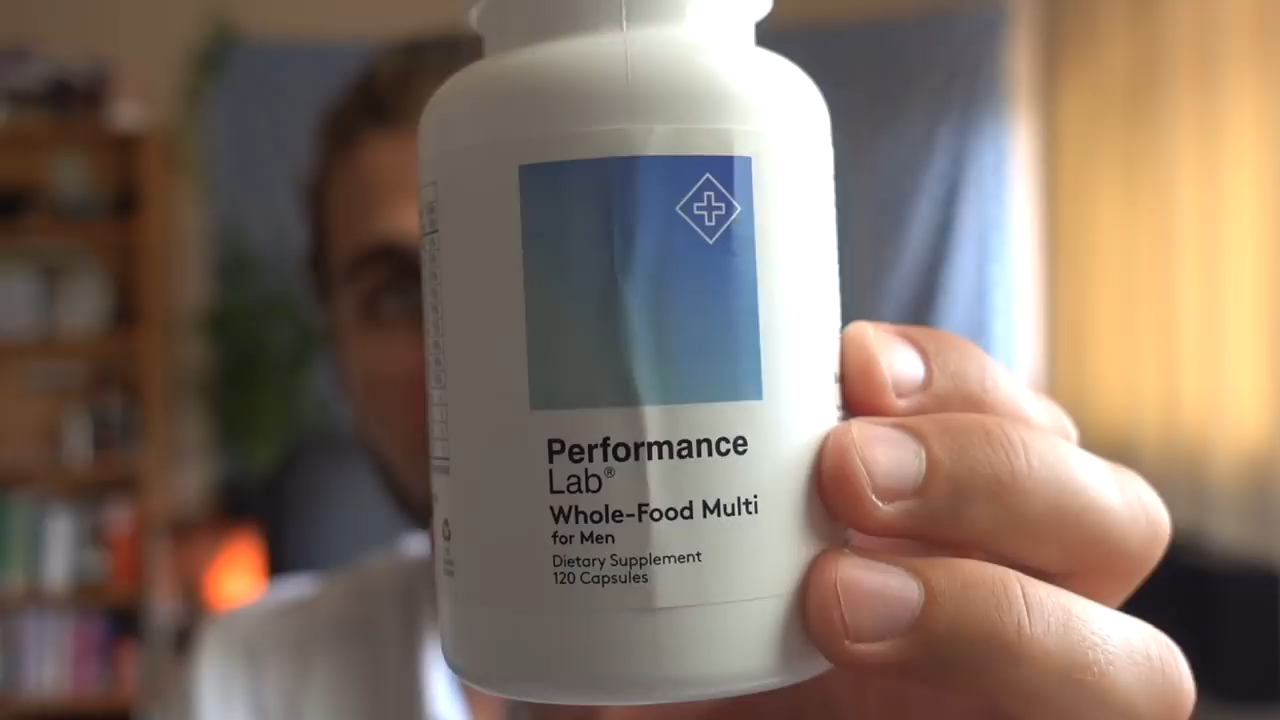 Performance
Lab®
Whole-Food Multi
for Men
Dietary Supplement
120 Capsules